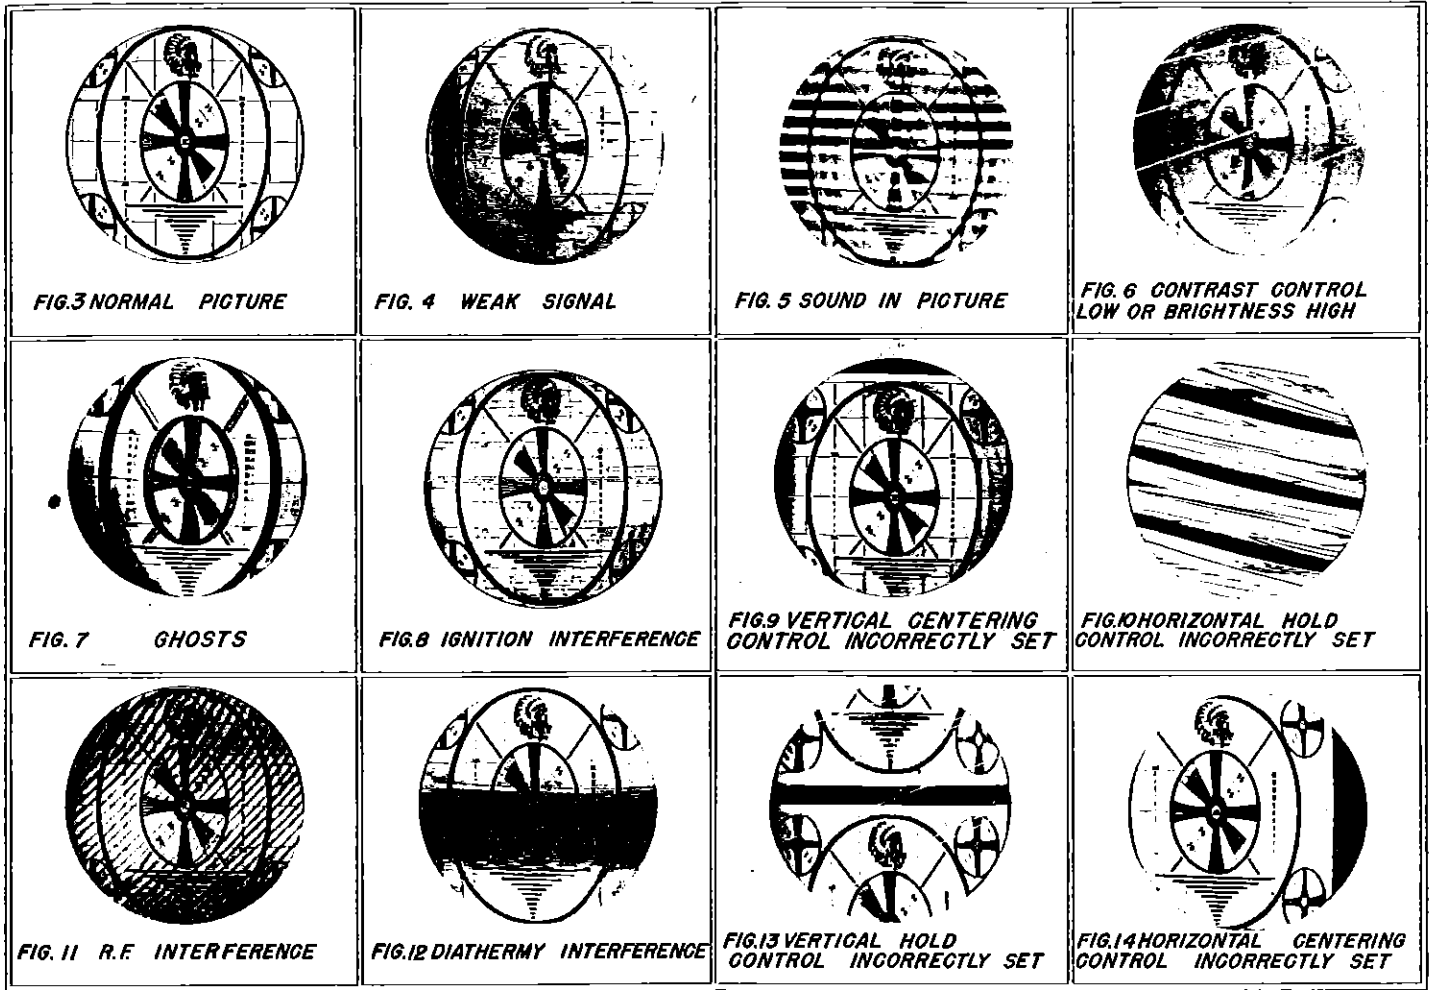 FIG.3 NORMAL PICTURE
FIG. 4 WEAK SIGNAL
FIG. 5 SOUND IN PICTURE
FIG. 6 CONTRAST CONTROL
LOW OR BRIGHTNESS HIGH
FIG. 7 GHOSTS
FIG.8 IGNITION INTERFERENCE
FIG.9 VERTICAL CENTERING
CONTROL INCORRECTLY SET
FIG.10 HORIZONTAL HOLD
CONTROL INCORRECTLY SET
FIG. 11 R.F. INTERFERENCE
FIG.12 DIATHERMY INTERFERENCE
FIG.13 VERTICAL HOLD
CONTROL INCORRECTLY SET
FIG.14 HORIZONTAL CENTERING
CONTROL INCORRECTLY SET